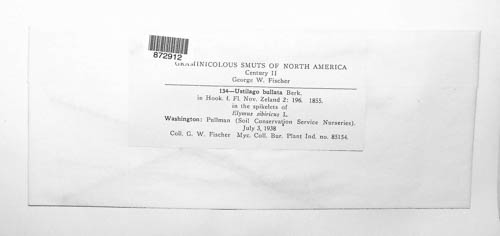 872912
GRAMINICOLOUS SMUTS OF NORTH AMERICA
Century II
George W. Fischer
134—Ustilago bullata Berk.
in Hook. f. Fl. Nov. Zeland 2: 196. 1855.
in the spikelets of
Elymus sibiricus L.
Washington: Pullman (Soil Conservation Service Nurseries).
July 3, 1938
Coll. G. W. Fischer Myc. Coll. Bur. Plant Ind. no. 85154.